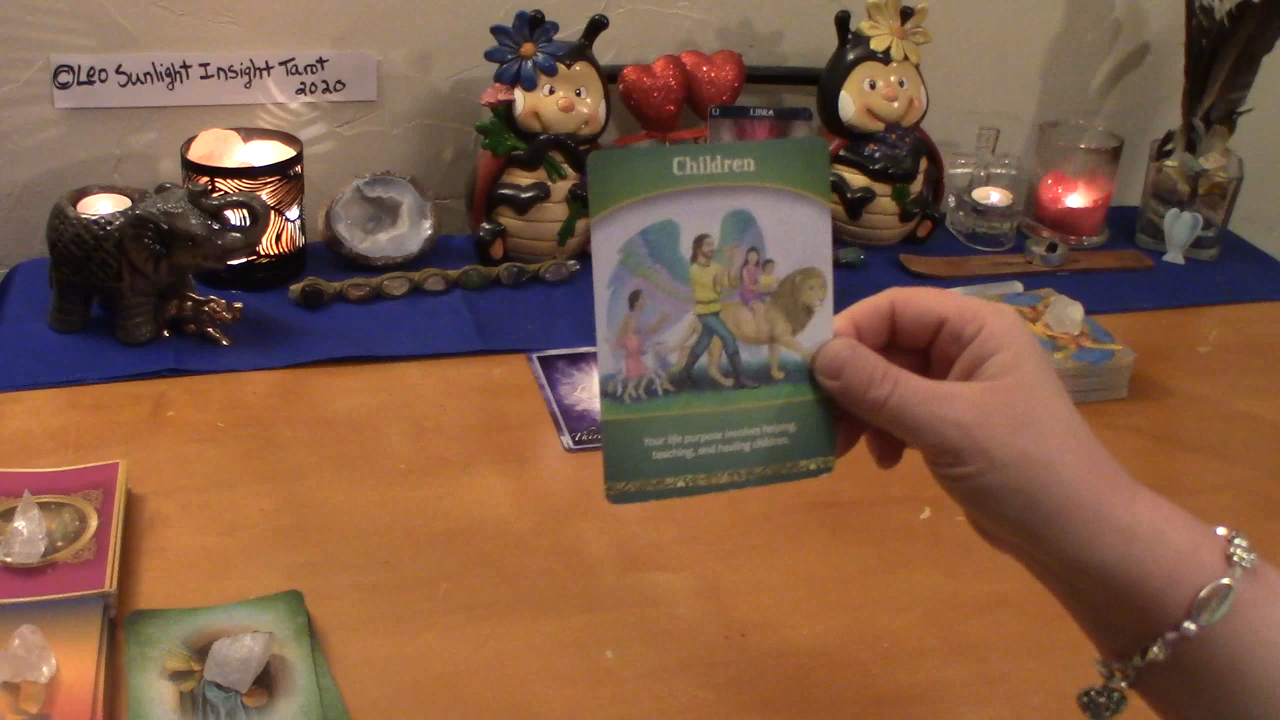 ©Leo Sunlight Insight Tarot
2020
LIBRA
Children
Your life purpose involves helping,
teaching, and healing children.